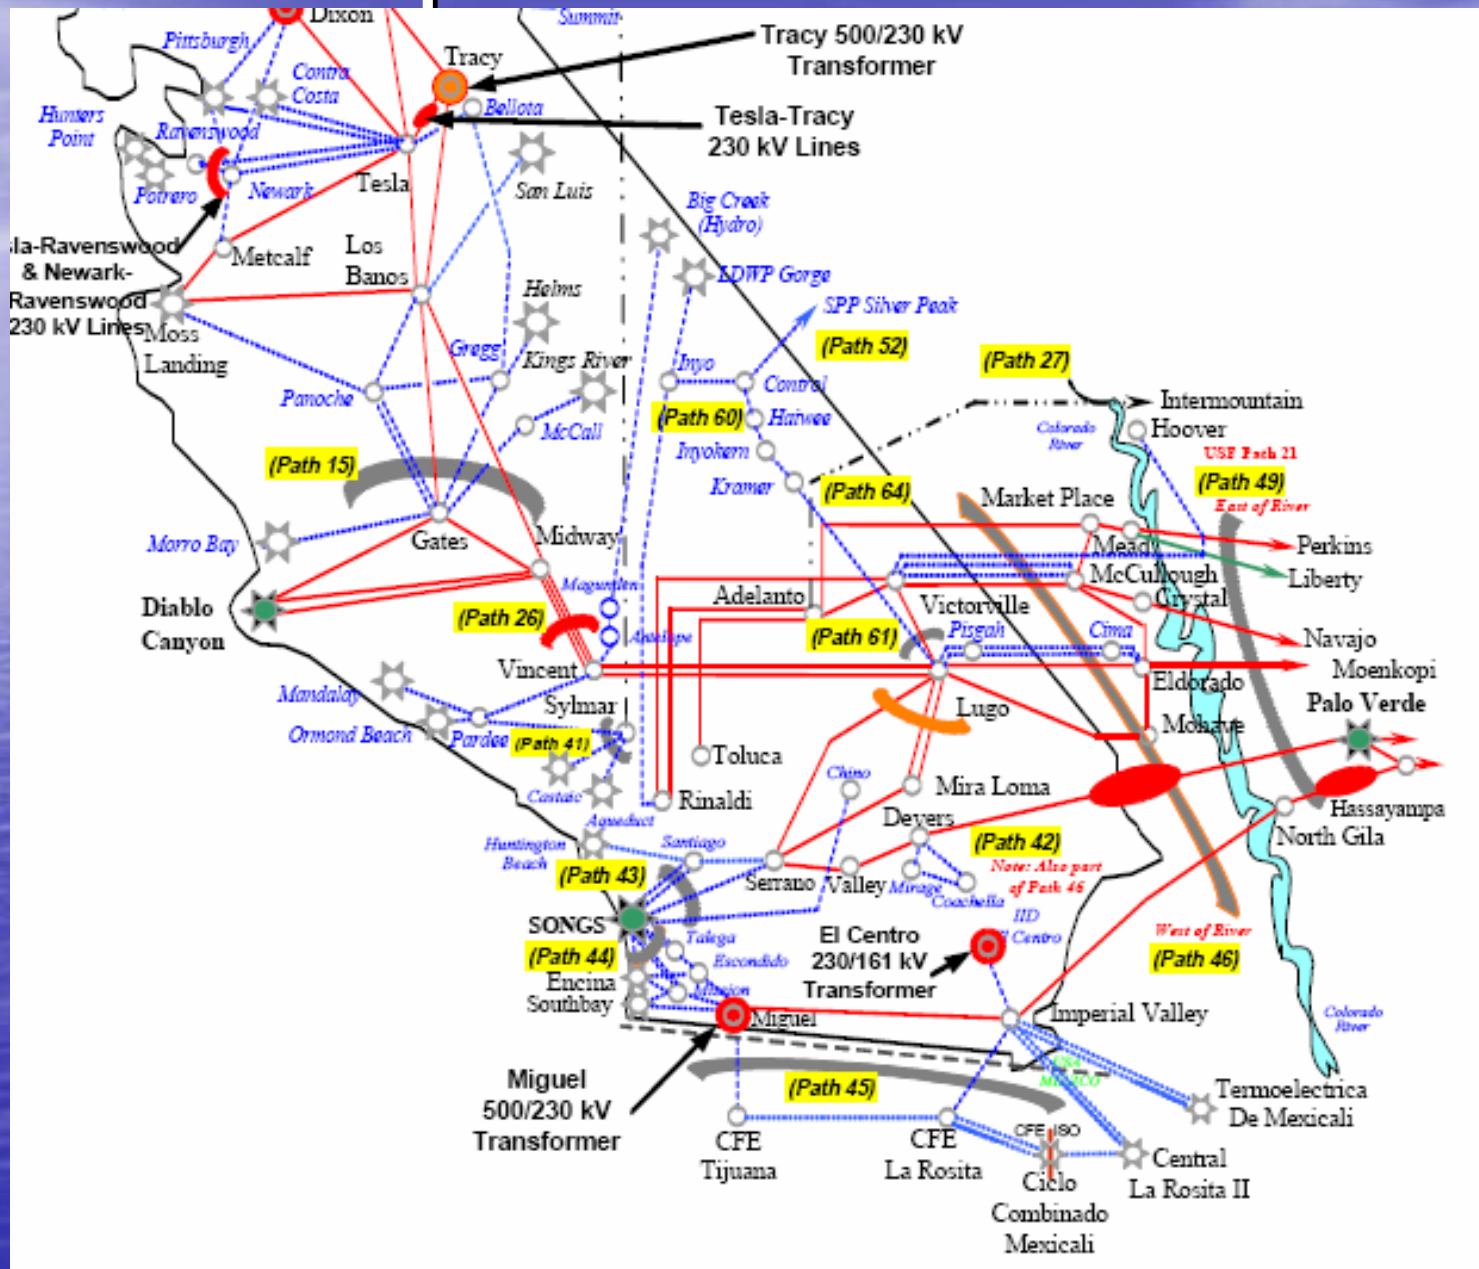 Dixon
Summit
Tracy 500/230 kV
Transformer
Pittsburgh
Tracy
Contra
Costa
Bellota
Tesla-Tracy
230 kV Lines
Hunters
Point
Ravenswood
Tesla
San Luis
Potrero
Newark
Big Creek
(Hydro)
sla-Ravenswood
& Newark-
Ravenswood
230 kV Lines
Metcalf
Los
Banos
LDWP Gorge
Helms
SPP Silver Peak
Moss
Landing
(Path 52)
Gregg
Kings River
Inyo
Control
(Path 27)
Panoche
McCall
(Path 60)
Haiwee
Intermountain
Hoover
Colorado
River
Inyokern
USF Path 21
(Path 15)
Kramer
(Path 64)
(Path 49)
East of River
Market Place
Morro Bay
Gates
Midway
Mead
Perkins
McCullough
Liberty
Magunden
Adelanto
Victorville
Crystal
Diablo
Canyon
(Path 26)
Antelope
(Path 61)
Pisgah
Cima
Navajo
Vincent
Moenkopi
Eldorado
Mandalay
Sylmar
Lugo
Palo Verde
Ormond Beach
Pardee
(Path 41)
Mohave
Toluca
Chino
Castaic
Rinaldi
Mira Loma
Hassayampa
Aqueduct
Devers
North Gila
Huntington
Beach
Santiago
(Path 42)
(Path 43)
Serrano
Valley
Mirage
Coachella
Note: Also part
of Path 46
SONGS
IID
El Centro
El Centro
230/161 kV
Transformer
West of River
(Path 46)
(Path 44)
Talega
Escondido
Encina
Mission
Southbay
Miguel
Imperial Valley
Colorado
River
USA
MEXICO
Miguel
500/230 kV
Transformer
(Path 45)
Termoelectrica
De Mexicali
CFE
Tijuana
CFE
La Rosita
CFE ISO
Ciclo
Combinado
Mexicali
Central
La Rosita II